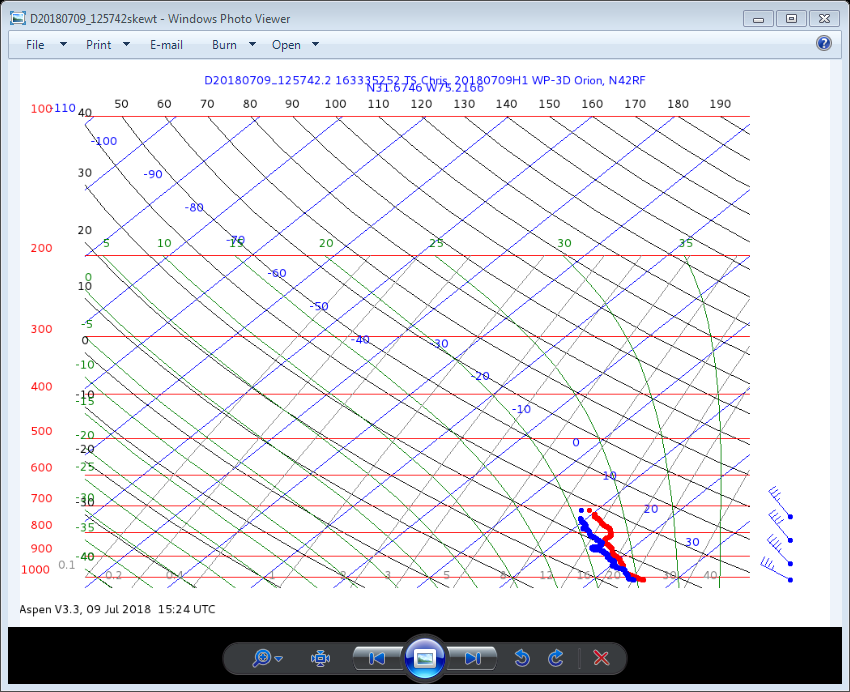 D20180709_125742skewt - Windows Photo Viewer
File Print E-mail Burn Open
D20180709_125742.2 163335252 TS Chris, 20180709H1 WP-3D Orion, N42RF
N31.6746 W75.2166
50 60 70 80 90 100 110 120 130 140 150 160 170 180 190
100 -110 40
-100
30 -90
-80
20
5 10 15 -70 20 25 30 35
200
-60
0
10
-50
-5
300
0 -40 -30
-10
-20
400
-10
-15 -10
500 -20 0
-20
600 -25 10
700 -30
-30 20
800 -35
30
900 -40
-40
1000 0.1 0.2 0.4 1 2 3 5 8 12 16 20 30 40
Aspen V3.3, 09 Jul 2018 15:24 UTC